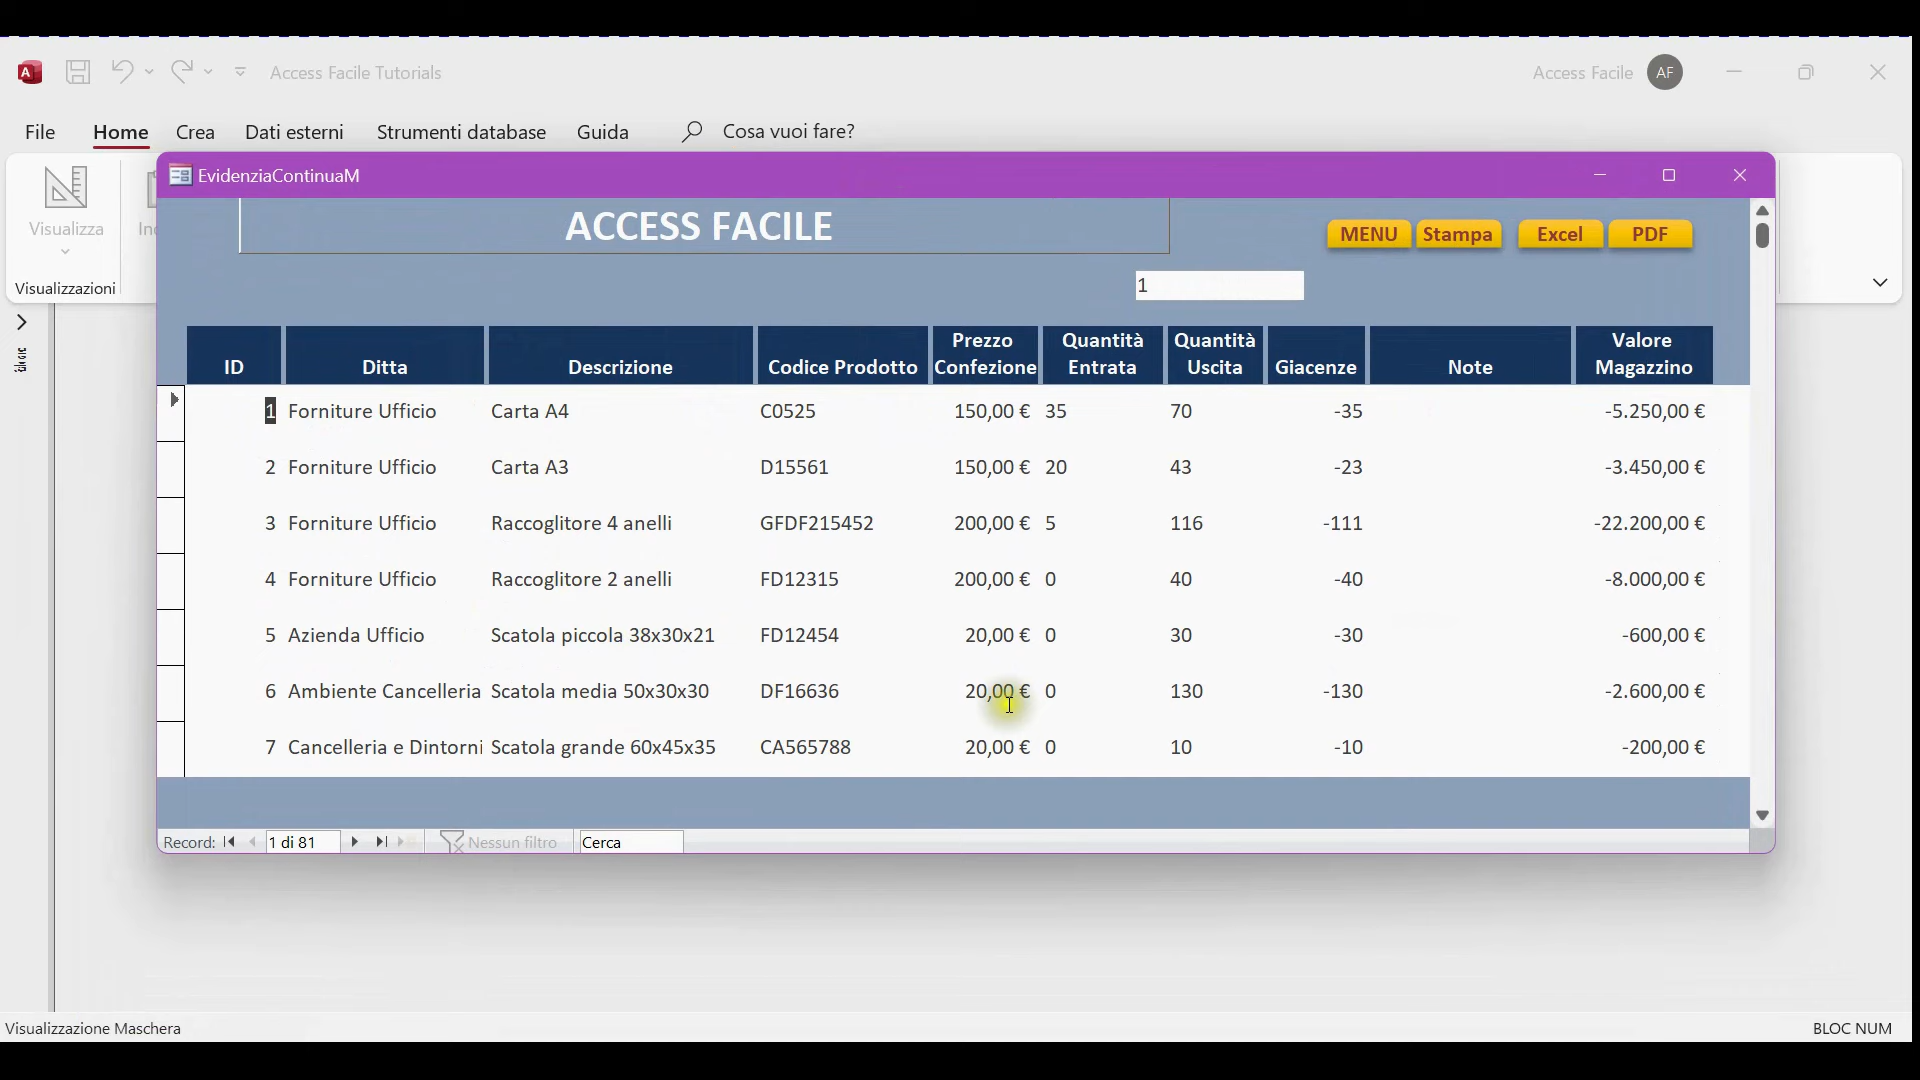 Access Facile Tutorials
Access Facile AF
File Home Crea Dati esterni Strumenti database Guida Cosa vuoi fare?
Visualizza
Visualizzazioni
EvidenziaContinuaM
ACCESS FACILE
MENU Stampa Excel PDF
1
ID Ditta Descrizione Codice Prodotto Prezzo Confezione Quantità Entrata Quantità Uscita Giacenze Note Valore Magazzino
1 Forniture Ufficio Carta A4 C0525 150,00 € 35 70 -35 -5.250,00 €
2 Forniture Ufficio Carta A3 D15561 150,00 € 20 43 -23 -3.450,00 €
3 Forniture Ufficio Raccoglitore 4 anelli GFDF215452 200,00 € 5 116 -111 -22.200,00 €
4 Forniture Ufficio Raccoglitore 2 anelli FD12315 200,00 € 0 40 -40 -8.000,00 €
5 Azienda Ufficio Scatola piccola 38x30x21 FD12454 20,00 € 0 30 -30 -600,00 €
6 Ambiente Cancelleria Scatola media 50x30x30 DF16636 20,00 € 0 130 -130 -2.600,00 €
7 Cancelleria e Dintorni Scatola grande 60x45x35 CA565788 20,00 € 0 10 -10 -200,00 €
Record: 1 di 81 Nessun filtro Cerca
Visualizzazione Maschera BLOC NUM